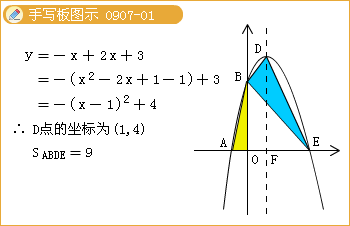 手写板图示 0907-01
y＝－x＋2x＋3
＝－(x²－2x＋1－1)＋3
＝－(x－1)²＋4
∴ D点的坐标为(1,4)
S ABDE＝9
D
B
A
E
O
F